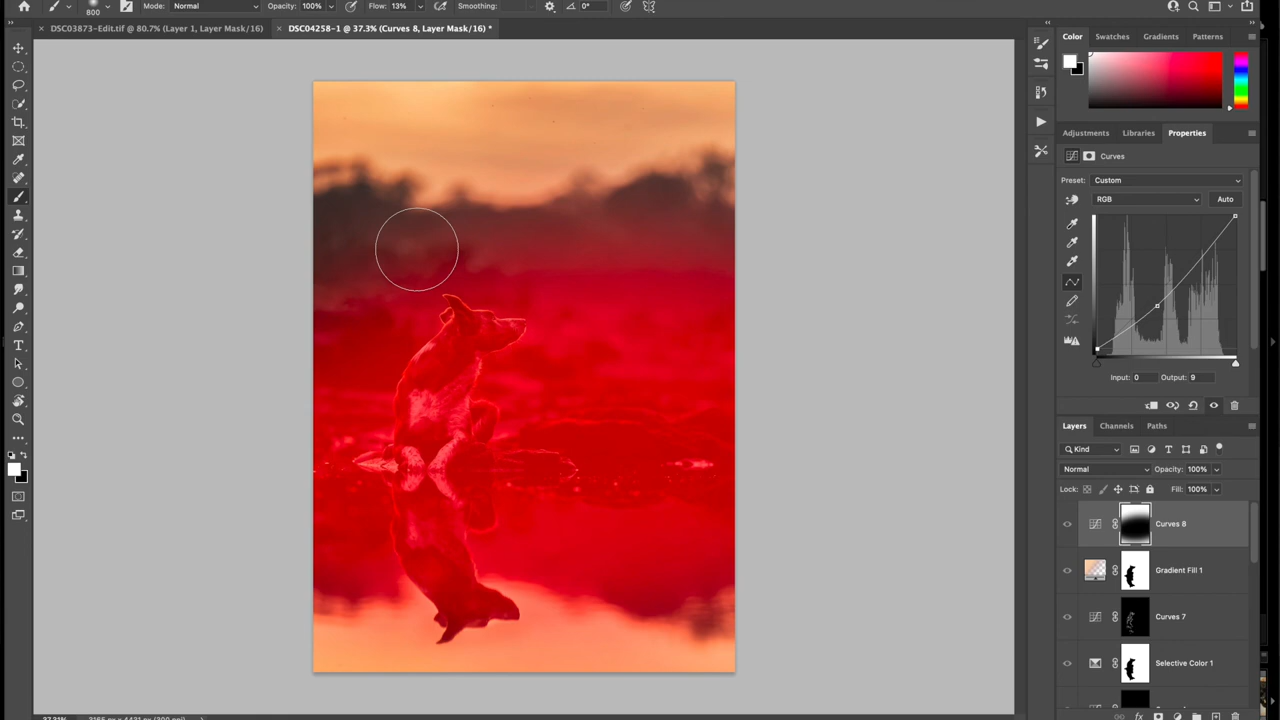 Mode: Normal Opacity: 100% Flow: 13% Smoothing: 0°
800
DSC03873-Edit.tif @ 80.7% (Layer 1, Layer Mask/16) DSC04258-1 @ 37.3% (Curves 8, Layer Mask/16) *
Color Swatches Gradients Patterns
Adjustments Libraries Properties
Curves
Preset: Custom
RGB Auto
Input: 0 Output: 9
Layers Channels Paths
Kind
Normal Opacity: 100%
Lock: Fill: 100%
Curves 8
Gradient Fill 1
Curves 7
Selective Color 1